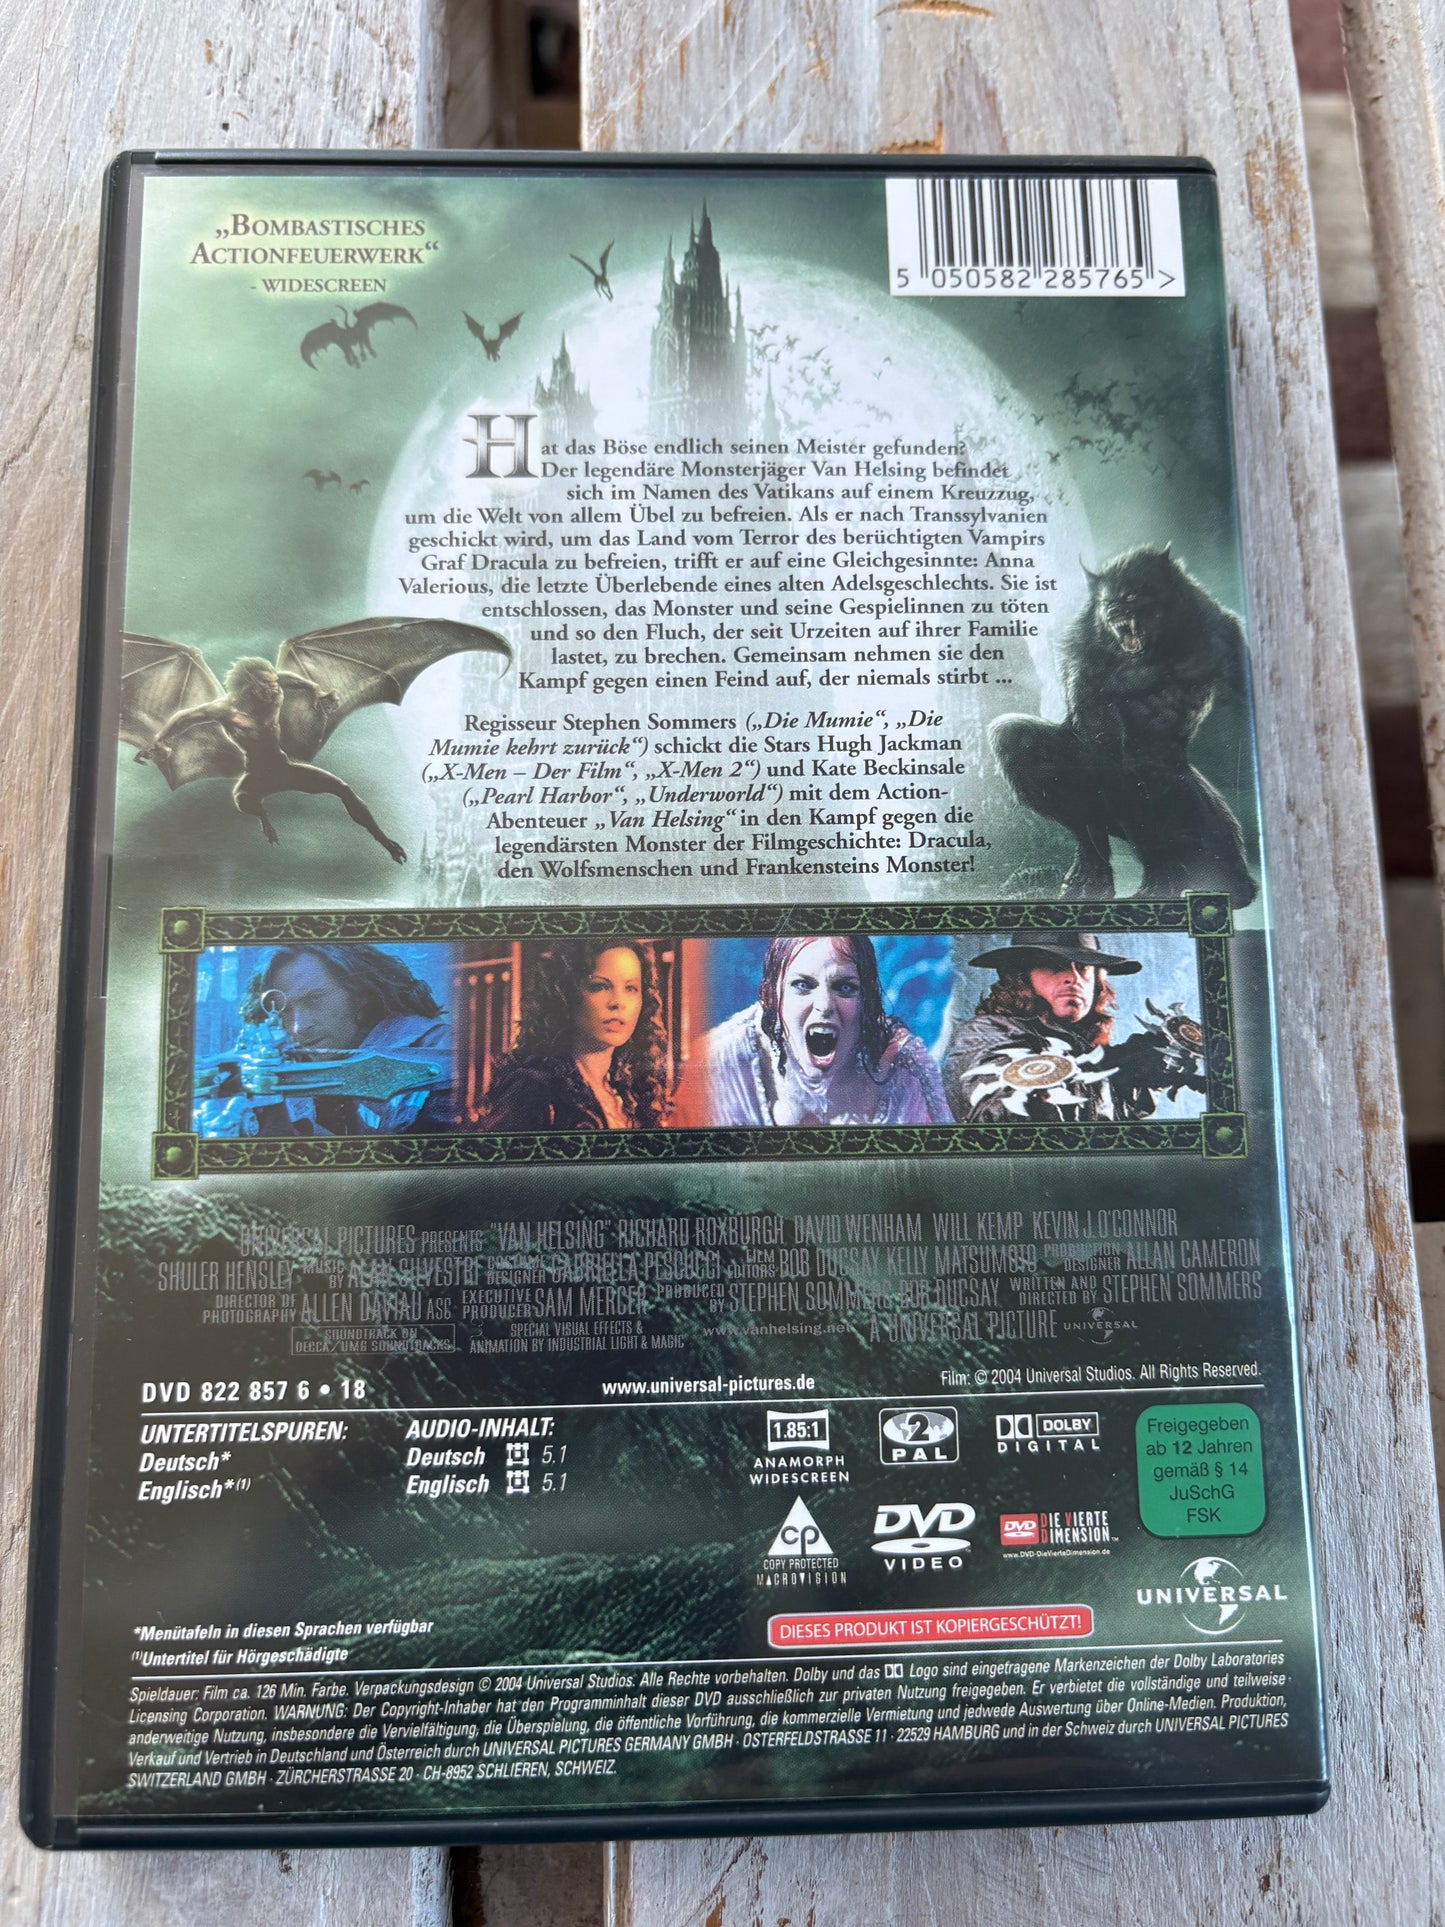 „Bombastisches
Actionfeuerwerk“
- WIDESCREEN
5 050582 285765 >
Hat das Böse endlich seinen Meister gefunden?
Der legendäre Monsterjäger Van Helsing befindet
sich im Namen des Vatikans auf einem Kreuzzug,
um die Welt von allem Übel zu befreien. Als er nach Transsylvanien
geschickt wird, um das Land vom Terror des berüchtigten Vampirs
Graf Dracula zu befreien, trifft er auf eine Gleichgesinnte: Anna
Valerious, die letzte Überlebende eines alten Adelsgeschlechts. Sie ist
entschlossen, das Monster und seine Gespielinnen zu töten
und so den Fluch, der seit Urzeiten auf ihrer Familie
lastet, zu brechen. Gemeinsam nehmen sie den
Kampf gegen einen Feind auf, der niemals stirbt ...
Regisseur Stephen Sommers („Die Mumie“, „Die
Mumie kehrt zurück“) schickt die Stars Hugh Jackman
(„X-Men – Der Film“, „X-Men 2“) und Kate Beckinsale
(„Pearl Harbor“, „Underworld“) mit dem Action-
Abenteuer „Van Helsing“ in den Kampf gegen die
legendärsten Monster der Filmgeschichte: Dracula,
den Wolfsmenschen und Frankensteins Monster!
UNIVERSAL PICTURES PRESENTS "VAN HELSING" RICHARD ROXBURGH DAVID WENHAM WILL KEMP KEVIN J. O'CONNOR
SHULER HENSLEY MUSIC BY ALAN SILVESTRI COSTUME DESIGNER GABRIELLA PESCUCCI FILM EDITORS BOB DUCSAY KELLY MATSUMOTO PRODUCTION DESIGNER ALLAN CAMERON
DIRECTOR OF PHOTOGRAPHY ALLEN DAVIAU ASC EXECUTIVE PRODUCER SAM MERCER PRODUCED BY STEPHEN SOMMERS BOB DUCSAY WRITTEN AND DIRECTED BY STEPHEN SOMMERS
SOUNDTRACK ON DECCA/UMG SOUNDTRACKS SPECIAL VISUAL EFFECTS & ANIMATION BY INDUSTRIAL LIGHT & MAGIC www.vanhelsing.net A UNIVERSAL PICTURE UNIVERSAL
DVD 822 857 6 • 18
www.universal-pictures.de
Film: © 2004 Universal Studios. All Rights Reserved.
UNTERTITELSPUREN:
Deutsch*
Englisch*(1)
AUDIO-INHALT:
Deutsch 5.1
Englisch 5.1
1.85:1
ANAMORPH
WIDESCREEN
2
PAL
DOLBY
DIGITAL
Freigegeben
ab 12 Jahren
gemäß § 14
JuSchG
FSK
CP
COPY PROTECTED
MACROVISION
DVD
VIDEO
DVD DIE VIERTE
DIMENSION™
www.DVD-DieVierteDimension.de
UNIVERSAL
DIESES PRODUKT IST KOPIERGESCHÜTZT!
*Menütafeln in diesen Sprachen verfügbar
(1)Untertitel für Hörgeschädigte
Spieldauer: Film ca. 126 Min. Farbe. Verpackungsdesign © 2004 Universal Studios. Alle Rechte vorbehalten. Dolby und das DD Logo sind eingetragene Markenzeichen der Dolby Laboratories
Licensing Corporation. WARNUNG: Der Copyright-Inhaber hat den Programminhalt dieser DVD ausschließlich zur privaten Nutzung freigegeben. Er verbietet die vollständige und teilweise
anderweitige Nutzung, insbesondere die Vervielfältigung, die Überspielung, die öffentliche Vorführung, die kommerzielle Vermietung und jedwede Auswertung über Online-Medien. Produktion,
Verkauf und Vertrieb in Deutschland und Österreich durch UNIVERSAL PICTURES GERMANY GMBH · OSTERFELDSTRASSE 11 · 22529 HAMBURG und in der Schweiz durch UNIVERSAL PICTURES
SWITZERLAND GMBH · ZÜRCHERSTRASSE 20 · CH-8952 SCHLIEREN, SCHWEIZ.